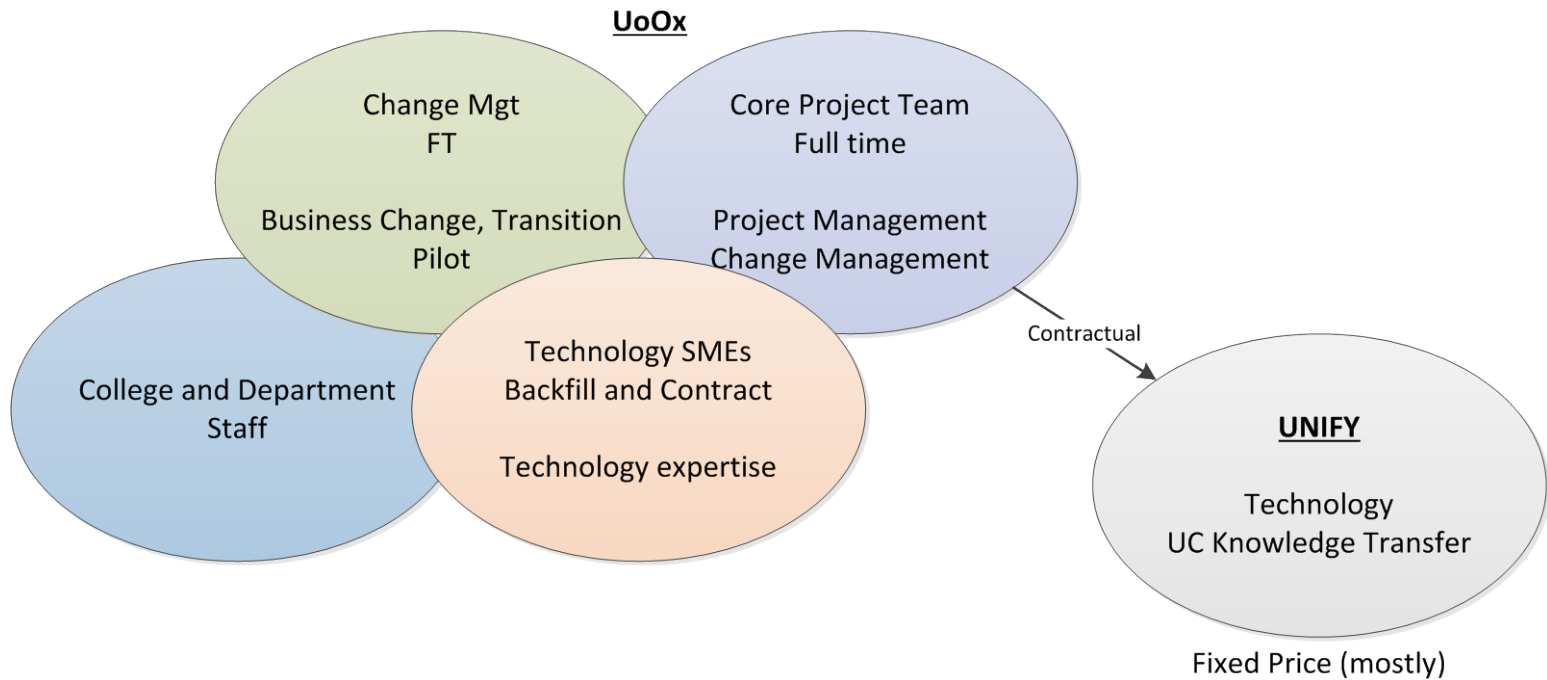 UoOx
Change Mgt
FT
Business Change, Transition
Pilot
Core Project Team
Full time
Project Management
Change Management
College and Department
Staff
Technology SMEs
Backfill and Contract
Technology expertise
Contractual
UNIFY
Technology
UC Knowledge Transfer
Fixed Price (mostly)